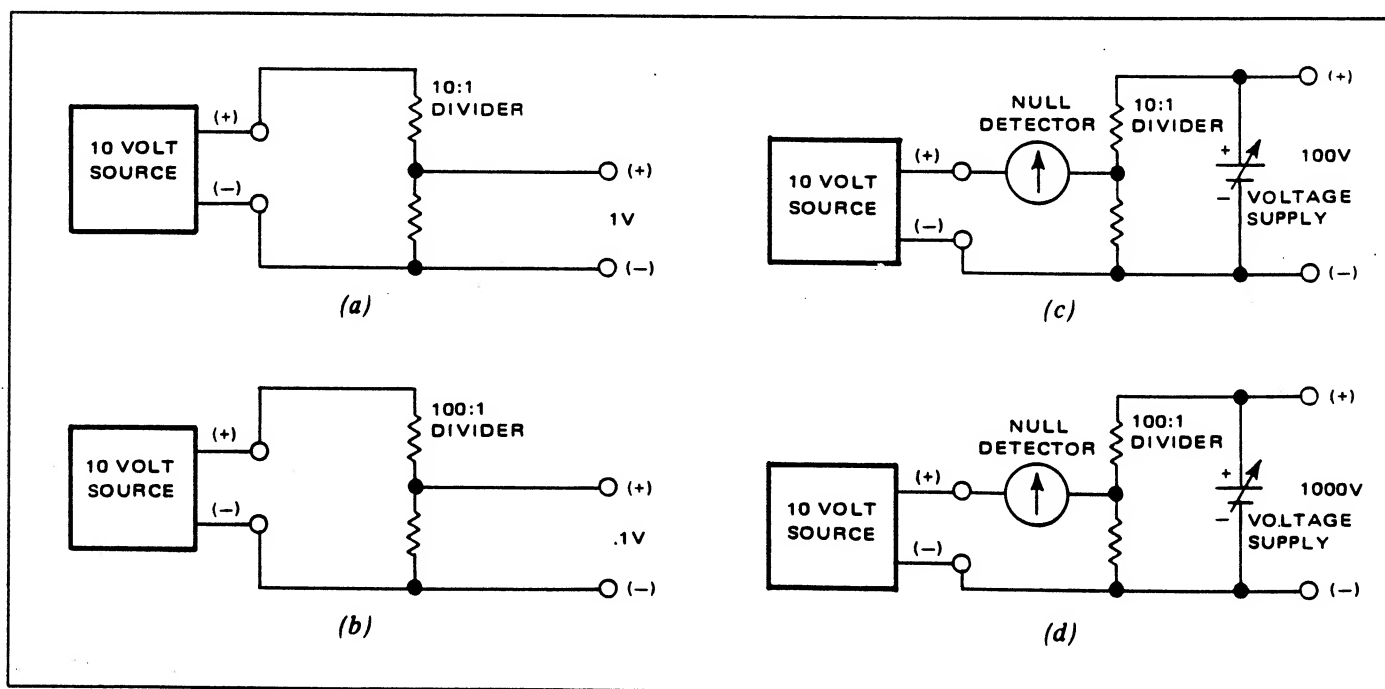 10:1
DIVIDER
(+)
10 VOLT
SOURCE
(−)
(+)
1V
(−)
(a)
100:1
DIVIDER
(+)
10 VOLT
SOURCE
(−)
(+)
.1V
(−)
(b)
(+)
NULL
DETECTOR
10:1
DIVIDER
(+)
10 VOLT
SOURCE
(−)
+
100V
− VOLTAGE
SUPPLY
(−)
(c)
(+)
NULL
DETECTOR
100:1
DIVIDER
(+)
10 VOLT
SOURCE
(−)
+
1000V
− VOLTAGE
SUPPLY
(−)
(d)